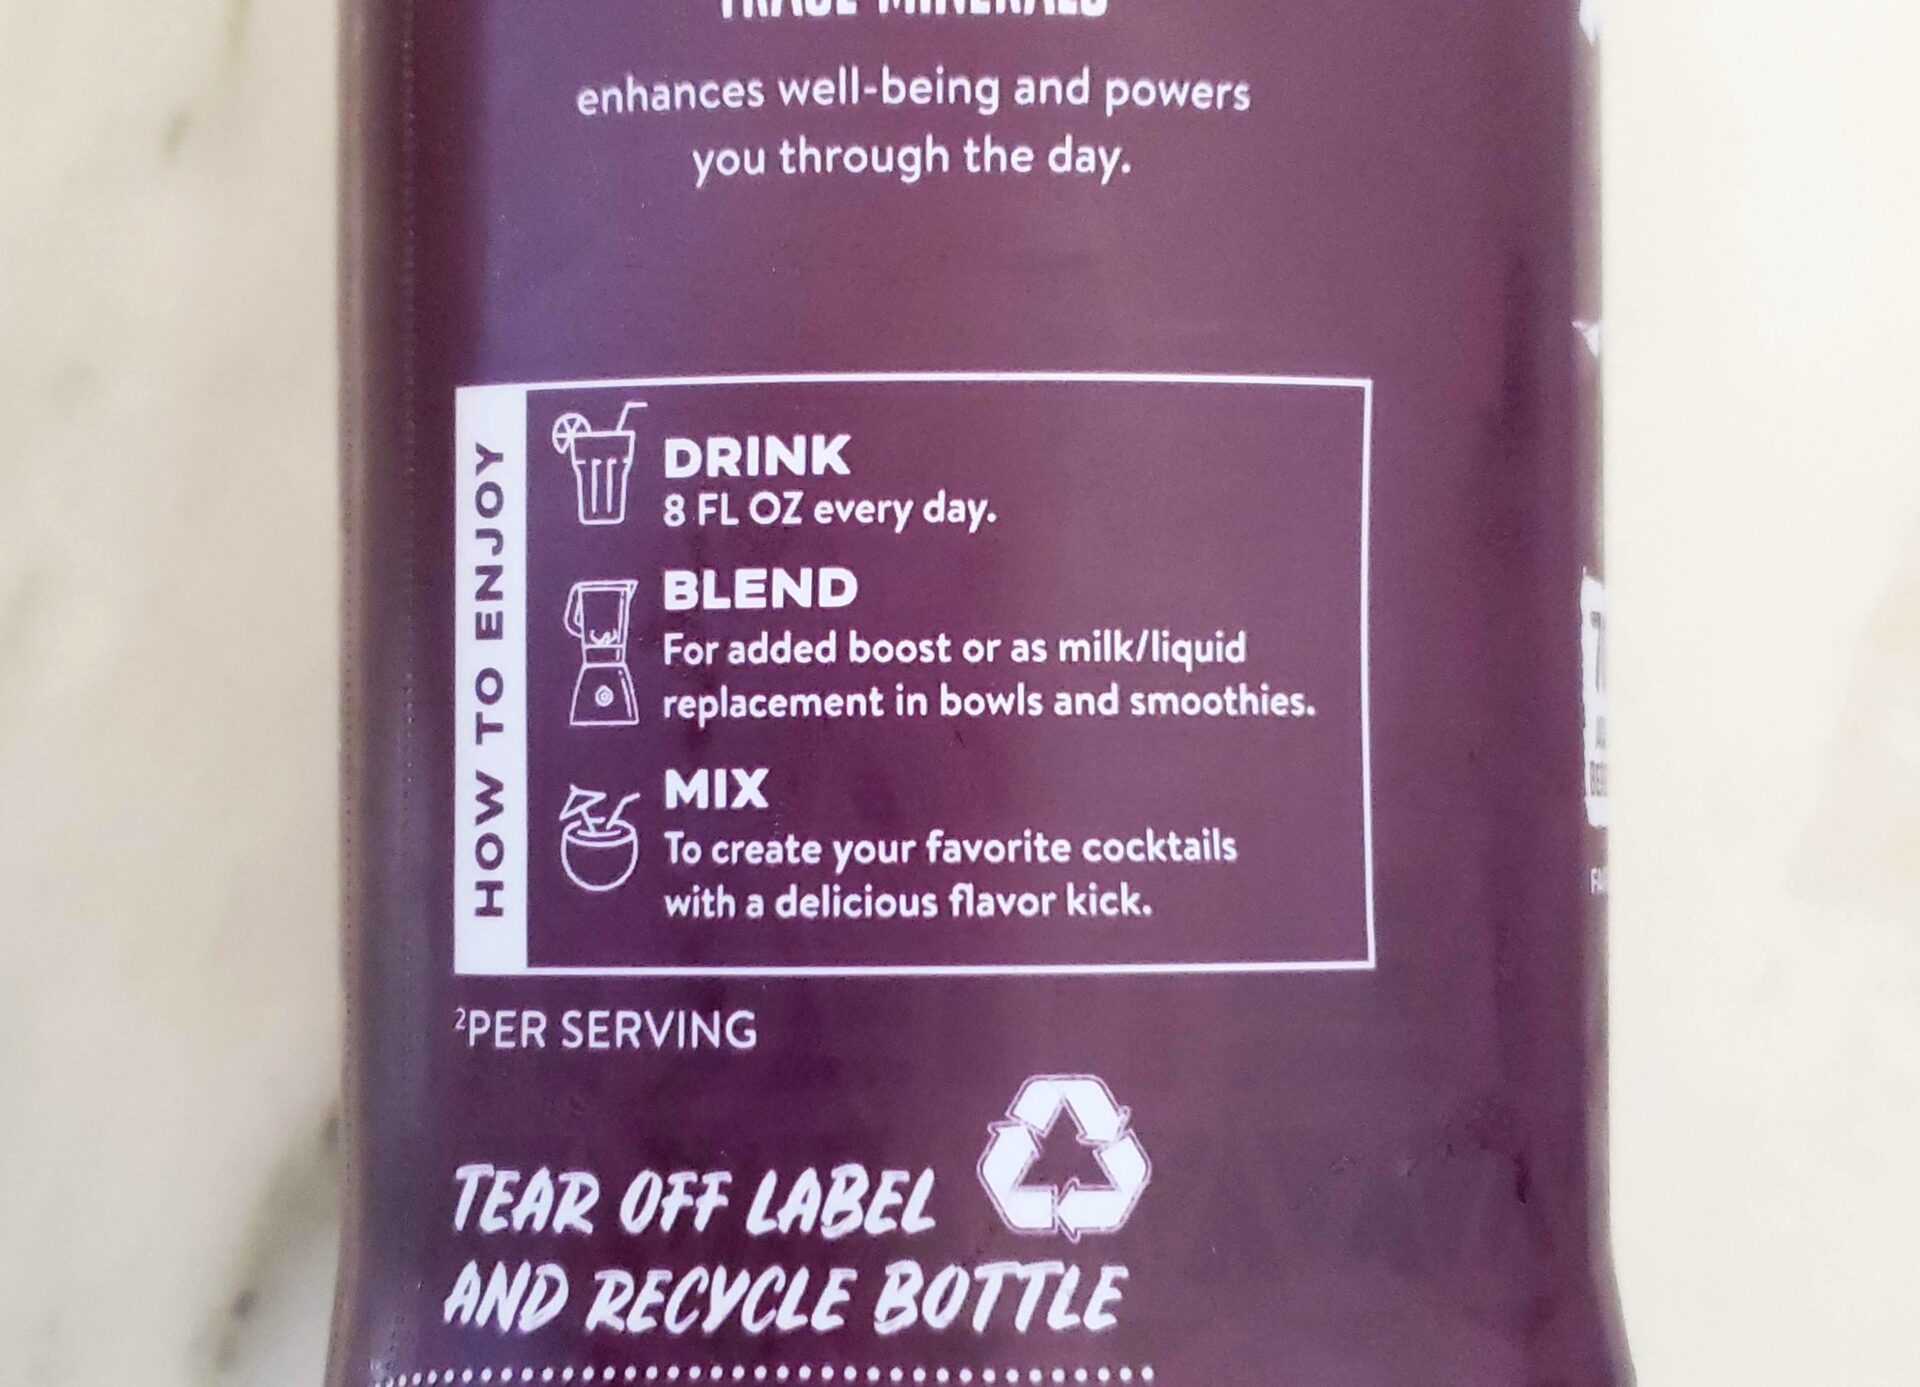 TRACE MINERALS
enhances well-being and powers
you through the day.
HOW TO ENJOY
DRINK
8 FL OZ every day.
BLEND
For added boost or as milk/liquid
replacement in bowls and smoothies.
MIX
To create your favorite cocktails
with a delicious flavor kick.
²PER SERVING
TEAR OFF LABEL
AND RECYCLE BOTTLE